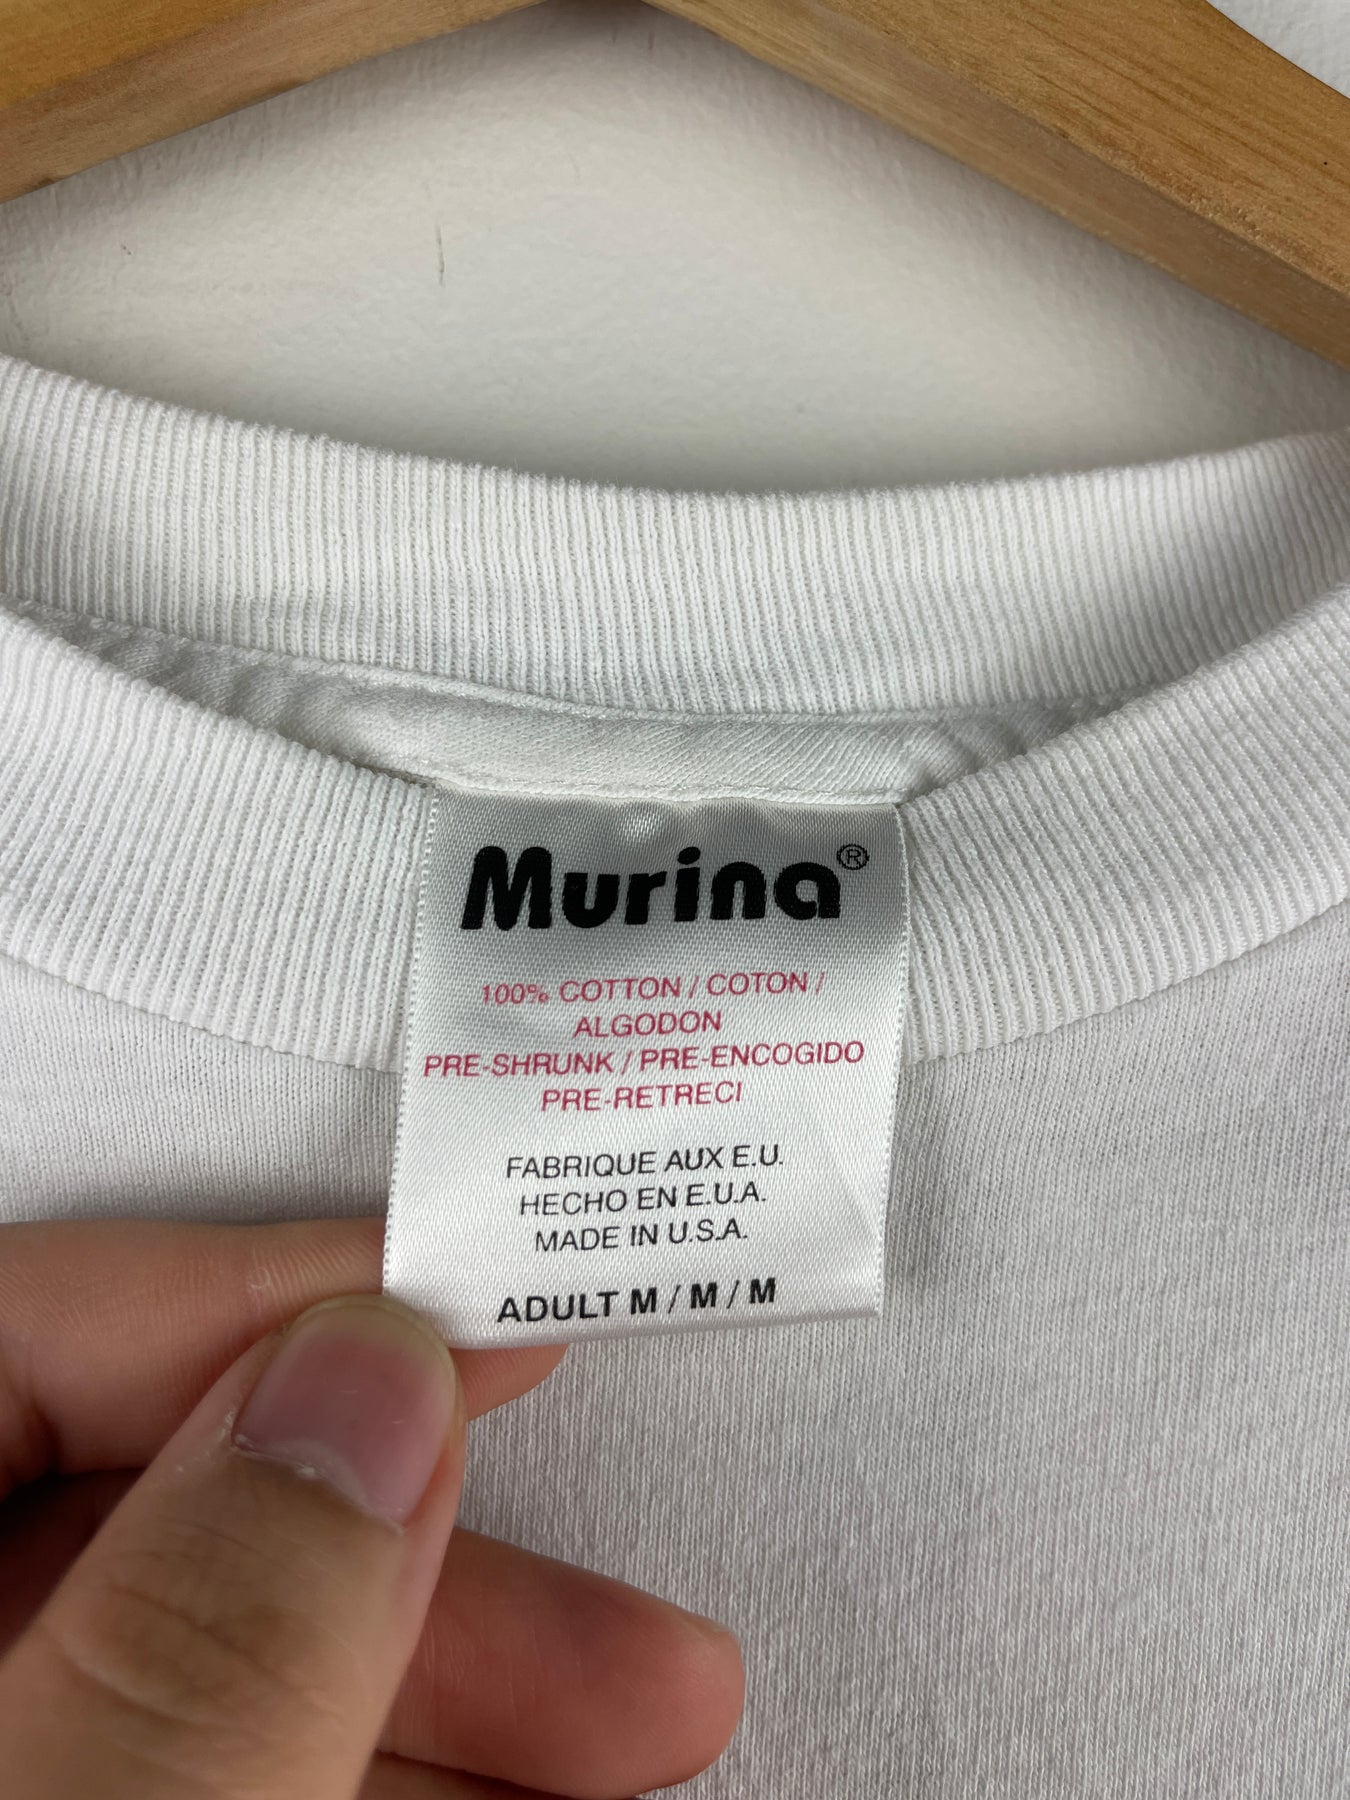 Murina®
100% COTTON / COTON /
ALGODON
PRE-SHRUNK / PRE-ENCOGIDO
PRE-RETRECI
FABRIQUE AUX E.U.
HECHO EN E.U.A.
MADE IN U.S.A.
ADULT M / M / M